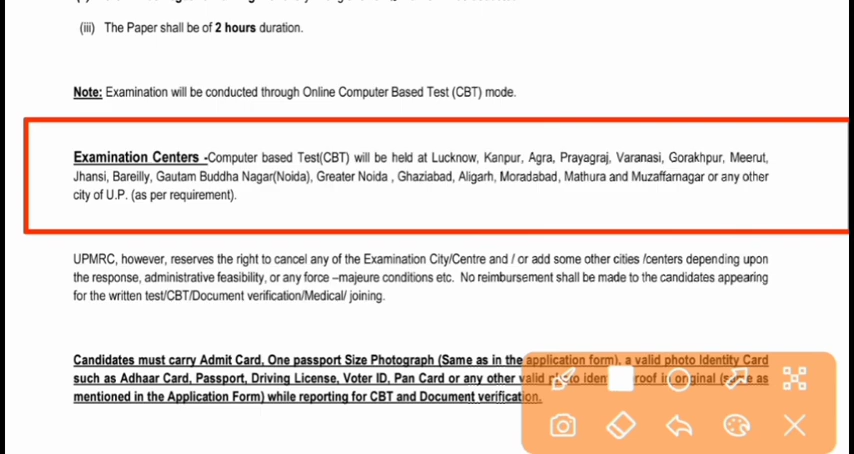 (iii) The Paper shall be of 2 hours duration.
Note: Examination will be conducted through Online Computer Based Test (CBT) mode.
Examination Centers -Computer based Test(CBT) will be held at Lucknow, Kanpur, Agra, Prayagraj, Varanasi, Gorakhpur, Meerut,
Jhansi, Bareilly, Gautam Buddha Nagar(Noida), Greater Noida , Ghaziabad, Aligarh, Moradabad, Mathura and Muzaffarnagar or any other
city of U.P. (as per requirement).
UPMRC, however, reserves the right to cancel any of the Examination City/Centre and / or add some other cities /centers depending upon
the response, administrative feasibility, or any force –majeure conditions etc. No reimbursement shall be made to the candidates appearing
for the written test/CBT/Document verification/Medical/ joining.
Candidates must carry Admit Card, One passport Size Photograph (Same as in the application form), a valid photo Identity Card
such as Adhaar Card, Passport, Driving License, Voter ID, Pan Card or any other valid in original as
mentioned in the Application Form) while reporting for CBT and Document verification.